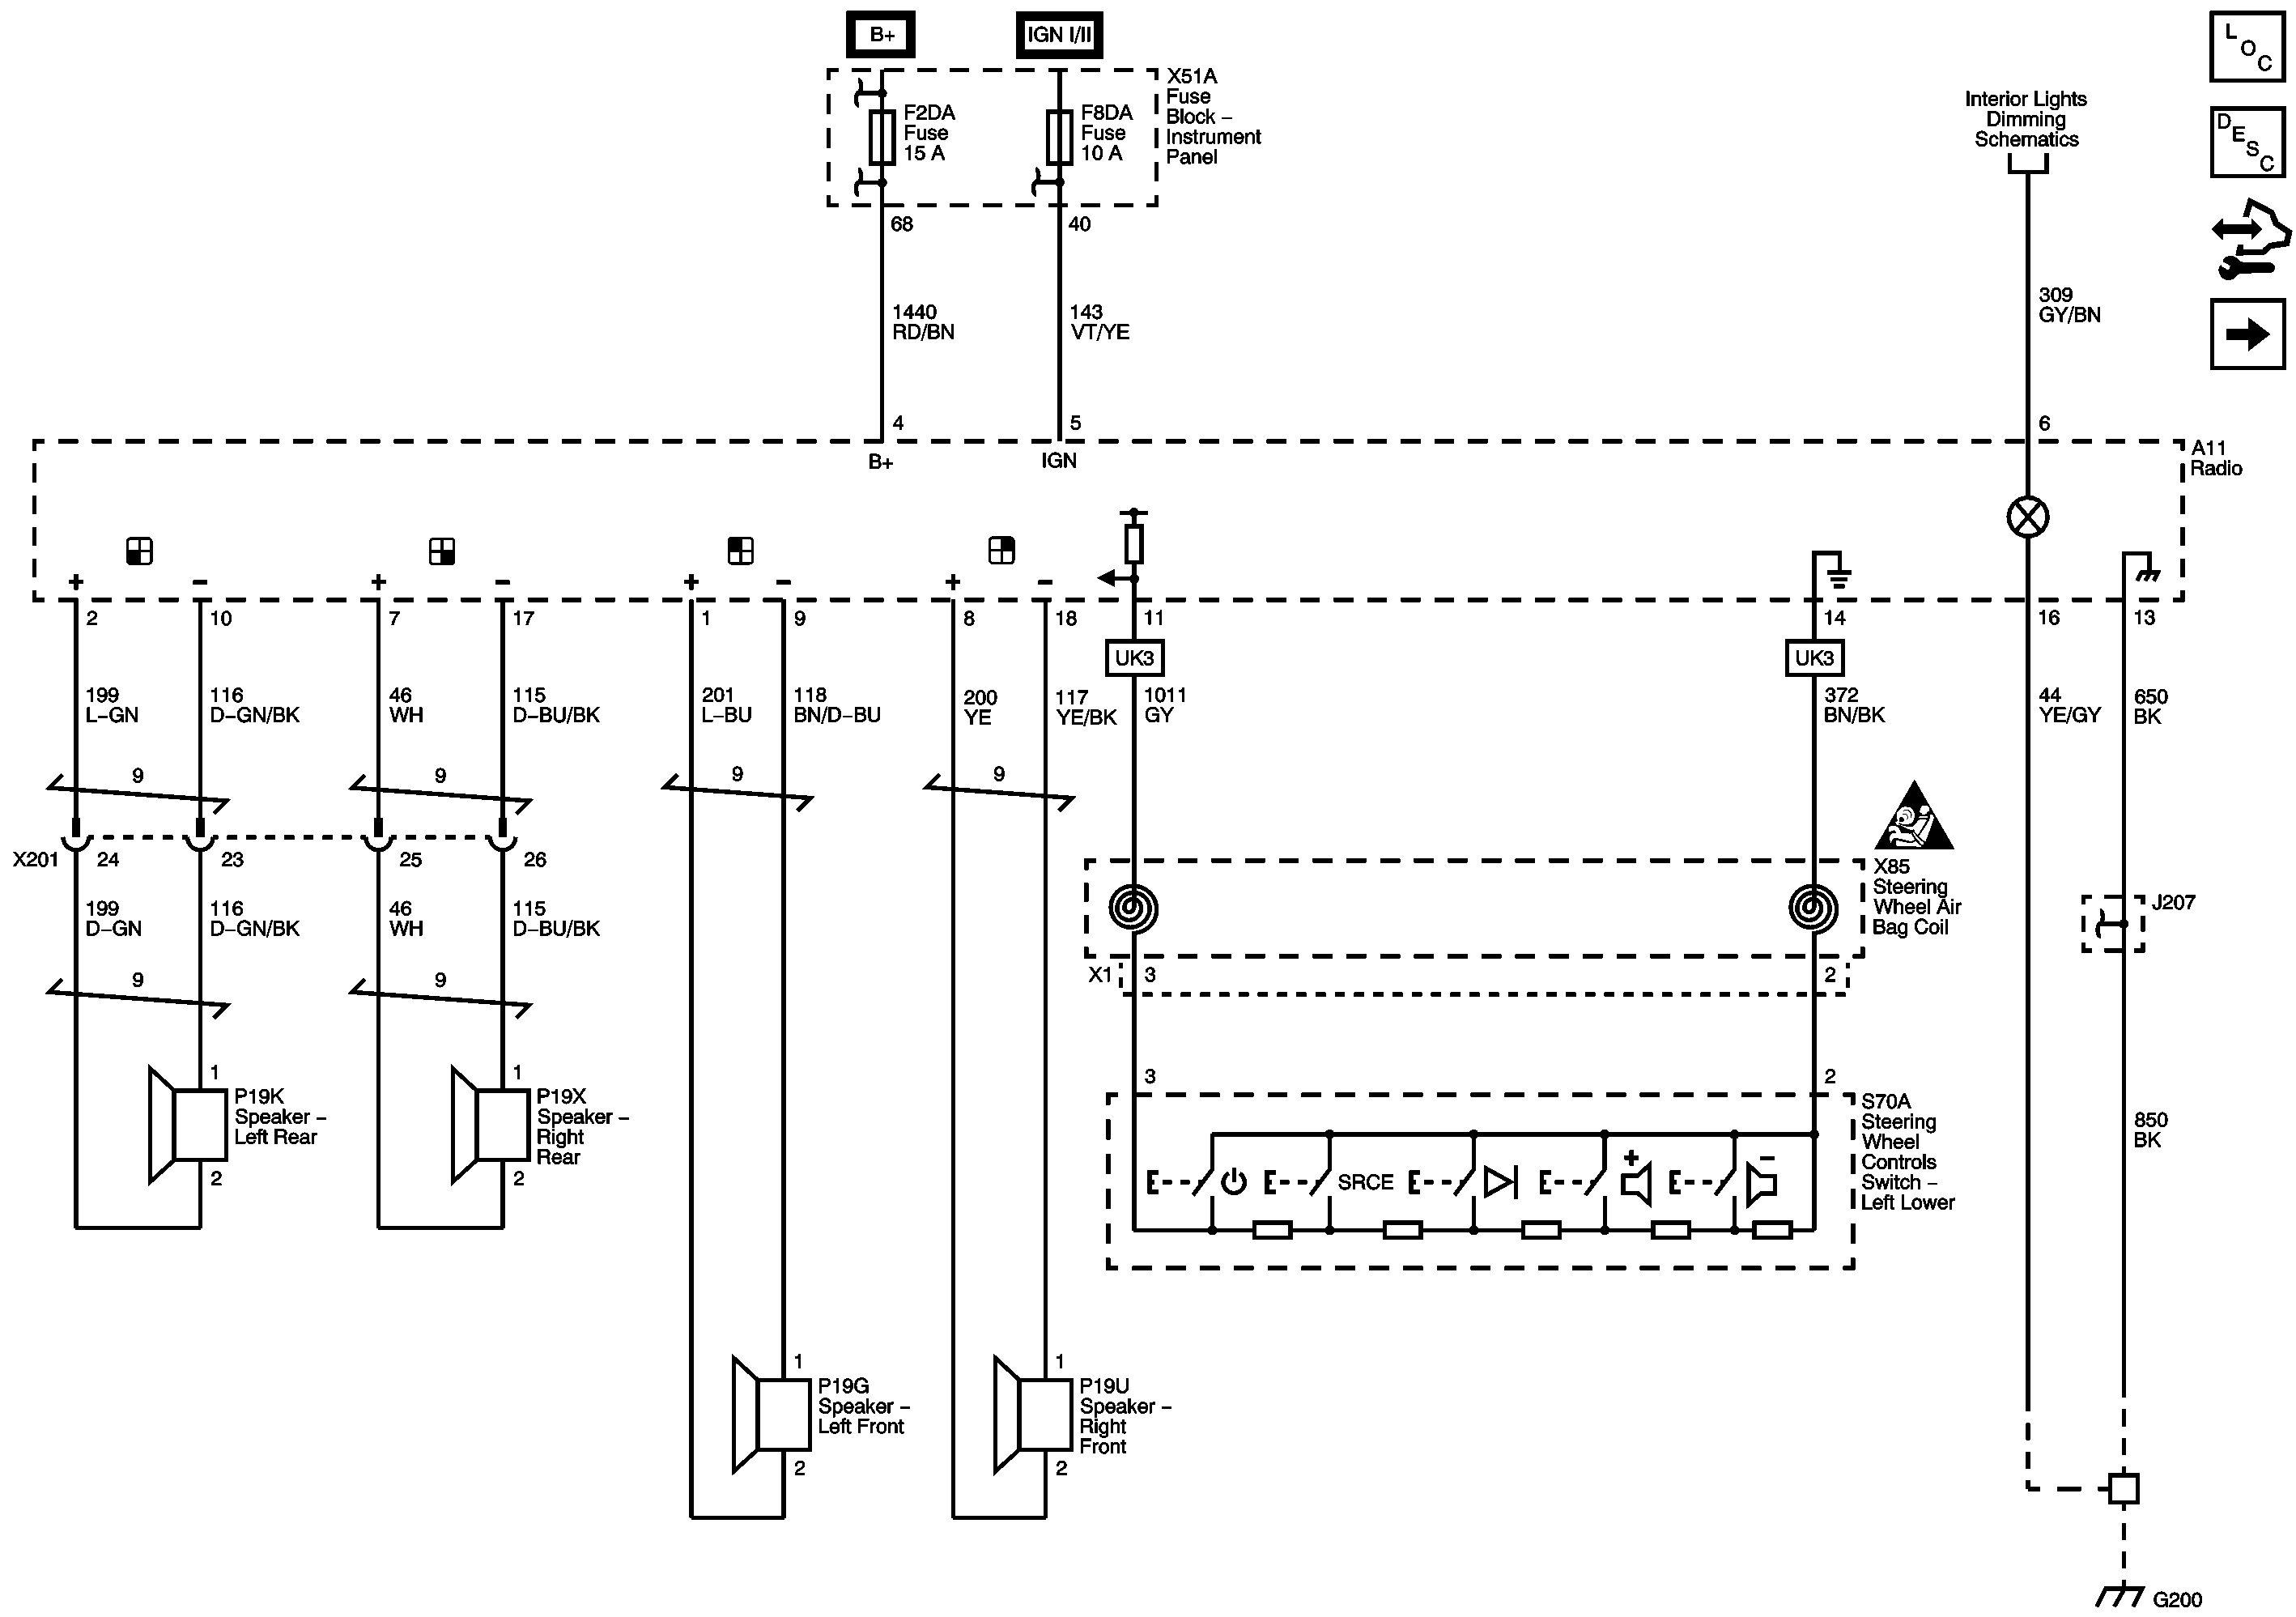 B+
IGN I/II
X51A
Fuse
Block –
Instrument
Panel
F2DA
Fuse
15 A
F8DA
Fuse
10 A
68
40
Interior Lights
Dimming
Schematics
L
O
C
D
E
S
C
1440
RD/BN
143
VT/YE
309
GY/BN
4
5
6
B+
IGN
A11
Radio
+
–
+
–
+
–
+
–
2
10
7
17
1
9
8
18
11
14
16
13
UK3
UK3
199
L–GN
116
D–GN/BK
46
WH
115
D–BU/BK
201
L–BU
118
BN/D–BU
200
YE
117
YE/BK
1011
GY
372
BN/BK
44
YE/GY
650
BK
9
9
9
9
X201
24
23
25
26
X85
Steering
Wheel Air
Bag Coil
199
D–GN
116
D–GN/BK
46
WH
115
D–BU/BK
J207
9
9
X1
3
2
3
2
1
P19K
Speaker –
Left Rear
2
1
P19X
Speaker –
Right
Rear
2
S70A
Steering
Wheel
Controls
Switch –
Left Lower
SRCE
+
–
850
BK
1
P19G
Speaker –
Left Front
2
1
P19U
Speaker –
Right
Front
2
G200